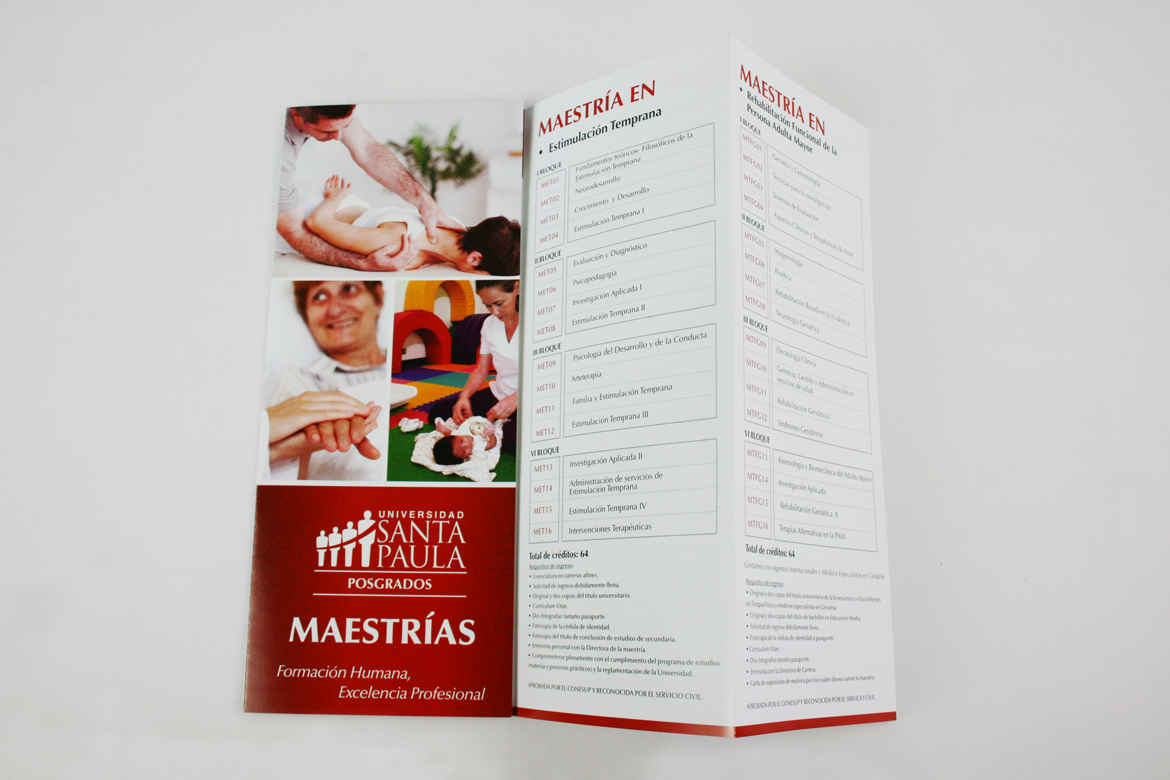 UNIVERSIDAD
SANTA
PAULA
POSGRADOS
MAESTRÍAS
Formación Humana,
Excelencia Profesional
MAESTRÍA EN
• Estimulación Temprana
I BLOQUE
MET01 Fundamentos teóricos- Filosóficos de la
Estimulación Temprana
MET02 Neurodesarrollo
MET03 Crecimiento y Desarrollo
MET04 Estimulación Temprana I
II BLOQUE
MET05 Evaluación y Diagnóstico
MET06 Psicopedagogía
MET07 Investigación Aplicada I
MET08 Estimulación Temprana II
III BLOQUE
MET09 Psicología del Desarrollo y de la Conducta
MET10 Arteterapia
MET11 Familia y Estimulación Temprana
MET12 Estimulación Temprana III
VI BLOQUE
MET13 Investigación Aplicada II
MET14 Administración de servicios de
Estimulación Temprana
MET15 Estimulación Temprana IV
MET16 Intervenciones Terapéuticas
Total de créditos: 64
Requisitos de ingreso
• Licenciatura en carreras afines.
• Solicitud de ingreso debidamente llena.
• Original y dos copias del título universitario.
• Curriculum Vitae.
• Dos fotografías tamaño pasaporte.
• Fotocopia de la cédula de identidad.
• Fotocopia del título de conclusión de estudios de secundaria.
• Entrevista personal con la Directora de la maestría.
• Comprometerse plenamente con el cumplimiento del programa de estudios
(materias y procesos prácticos) y la reglamentación de la Universidad.
APROBADA POR EL CONESUP Y RECONOCIDA POR EL SERVICIO CIVIL.
MAESTRÍA EN
• Rehabilitación Funcional de la
Persona Adulta Mayor
I BLOQUE
MTFG01 Geriatría y Gerontología
MTFG02 Técnicas para la investigación
MTFG03 Sistemas de Evaluación
MTFG04 Aspectos Clínicos y Terapéuticos de
II BLOQUE
MTFG05 Imagenología
MTFG06 Bioética
MTFG07 Rehabilitación Basada en la Evidencia
MTFG08 Neurología Geriátrica
III BLOQUE
MTFG09 Electrología Clínica
MTFG10 Gerencia, Gestión y Administración en
servicios de salud
MTFG11 Rehabilitación Geriátrica I
MTFG12 Síndromes Geriátricos
VI BLOQUE
MTFG13 Kinesiología y Biomecánica del Adulto Mayor
MTFG14 Investigación Aplicada
MTFG15 Rehabilitación Geriátrica II
MTFG16 Terapias Alternativas en la PAM
Total de créditos: 64
Contamos con expertos Internacionales y Médicos Especialistas en Geriatría
Requisitos de ingreso
• Original y dos copias del título universitario de la licenciatura y el bachillerato
en Terapia Física y médicos especialistas en Geriatría.
• Original y dos copias del título de bachiller en Educación Media.
• Solicitud de ingreso debidamente lleno.
• Fotocopia de la cédula de identidad o pasaporte.
• Curriculum Vitae.
• Dos fotografías tamaño pasaporte.
• Entrevista con la Directora de Carrera
• Carta de exposición de motivos por los cuales desea cursar la maestría
APROBADA POR EL CONESUP Y RECONOCIDA POR EL SERVICIO CIVIL